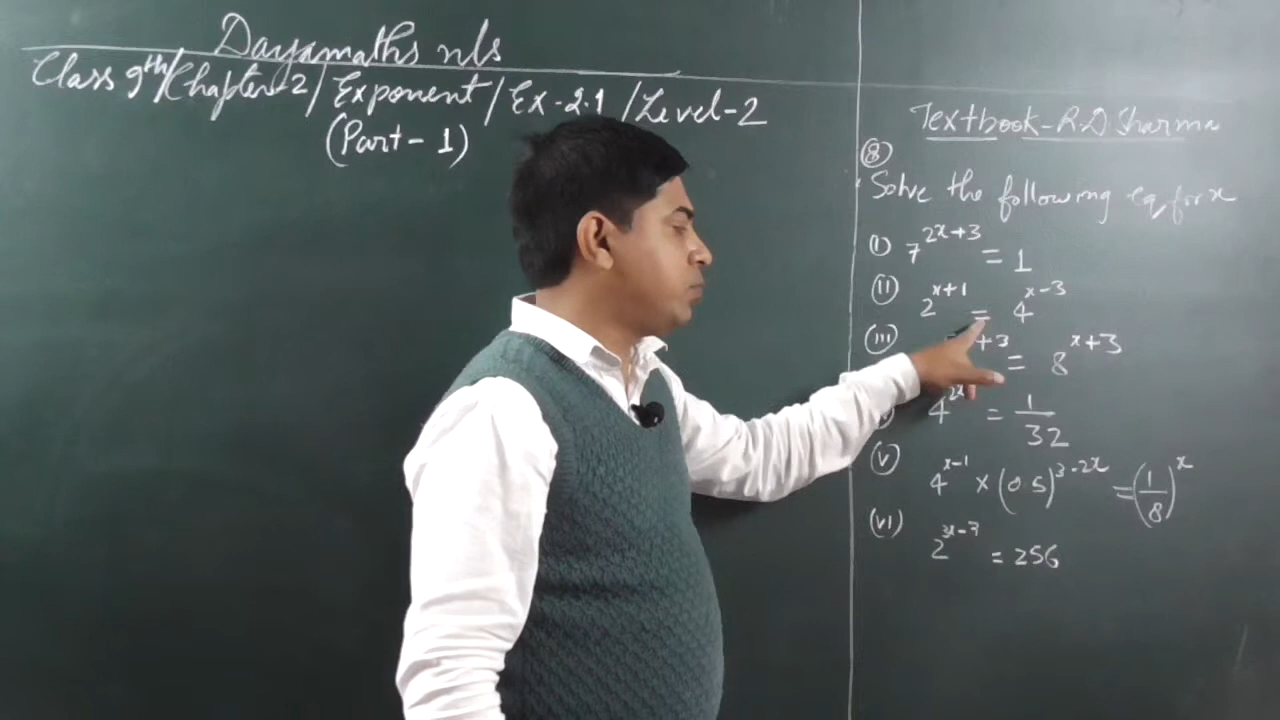 Dayamaths nls
Class 9th/Chapter-2/Exponent/Ex-2.1/Level-2
(Part-1)
Textbook-R.D Sharma
⑧
Solve the following eq. for x
(i) 7^{2x+3} = 1
(ii) 2^{x+1} = 4^{x-3}
(iii) +3 = 8^{x+3}
4^{2x} = 1/32
(v) 4^{x-1} × (0.5)^{3-2x} = (1/8)^x
(vi) 2^{3x-7} = 256